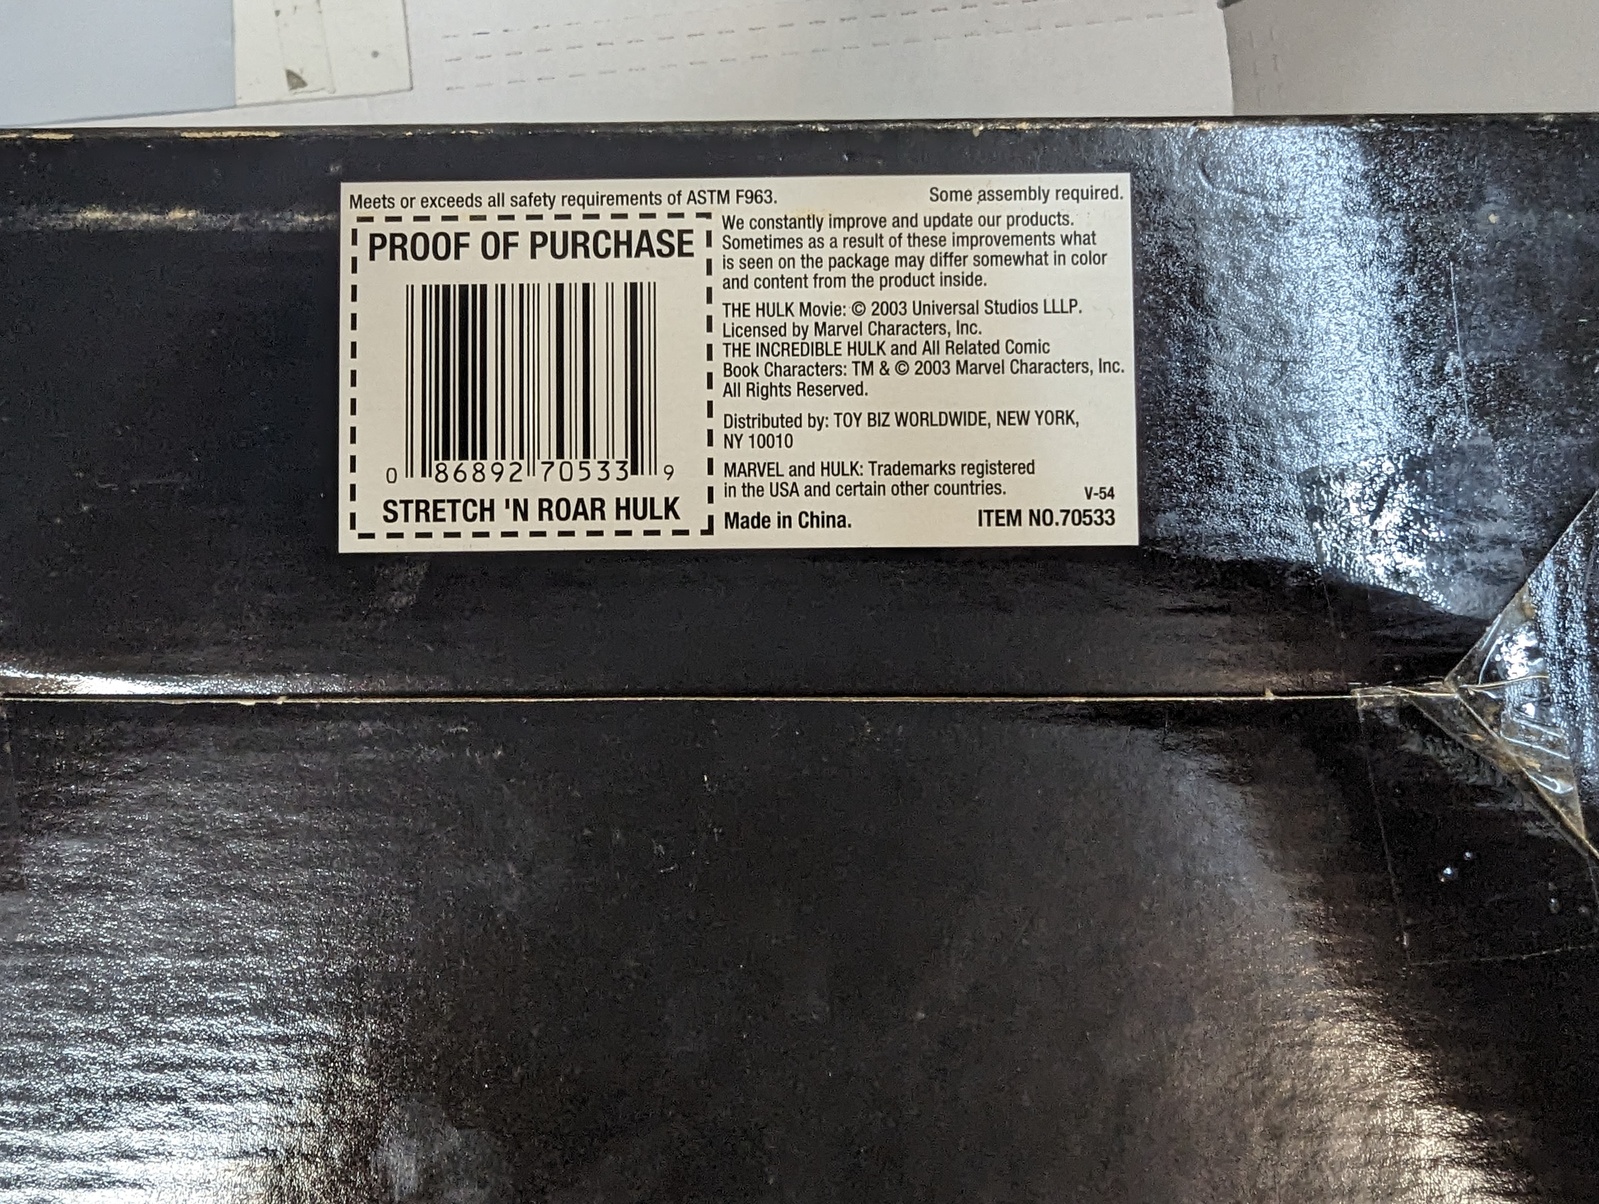 Meets or exceeds all safety requirements of ASTM F963.
Some assembly required.
PROOF OF PURCHASE
0 86892 70533 9
STRETCH 'N ROAR HULK
We constantly improve and update our products.
Sometimes as a result of these improvements what
is seen on the package may differ somewhat in color
and content from the product inside.
THE HULK Movie: © 2003 Universal Studios LLLP.
Licensed by Marvel Characters, Inc.
THE INCREDIBLE HULK and All Related Comic
Book Characters: TM & © 2003 Marvel Characters, Inc.
All Rights Reserved.
Distributed by: TOY BIZ WORLDWIDE, NEW YORK,
NY 10010
MARVEL and HULK: Trademarks registered
in the USA and certain other countries.
V-54
Made in China.
ITEM NO.70533